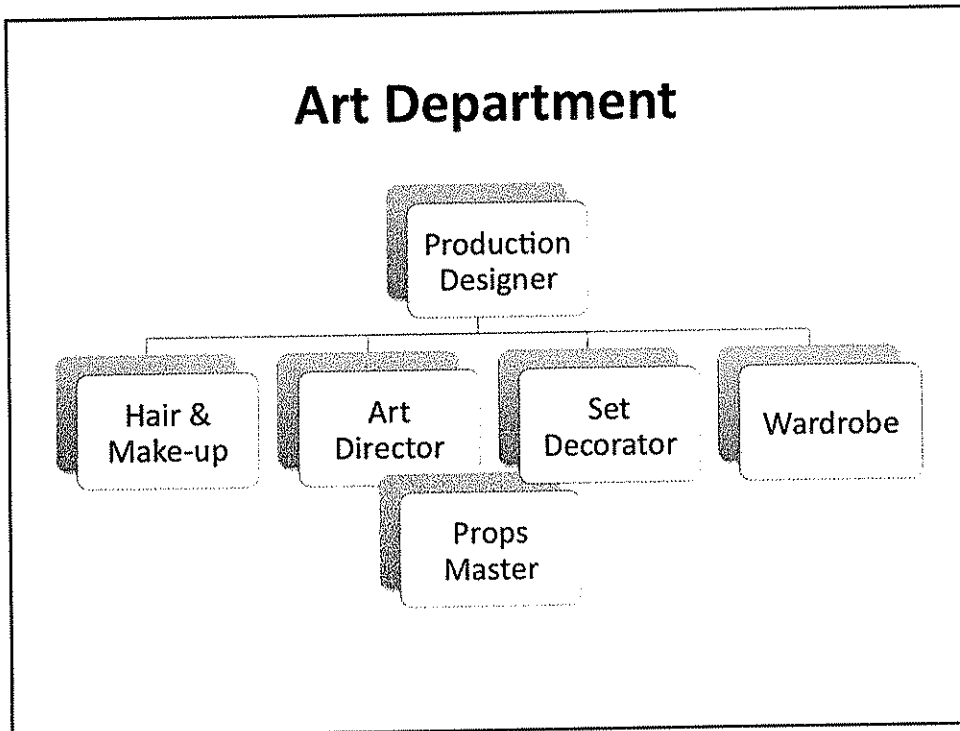 Art Department
Production
Designer
Hair &
Make-up
Art
Director
Set
Decorator
Wardrobe
Props
Master